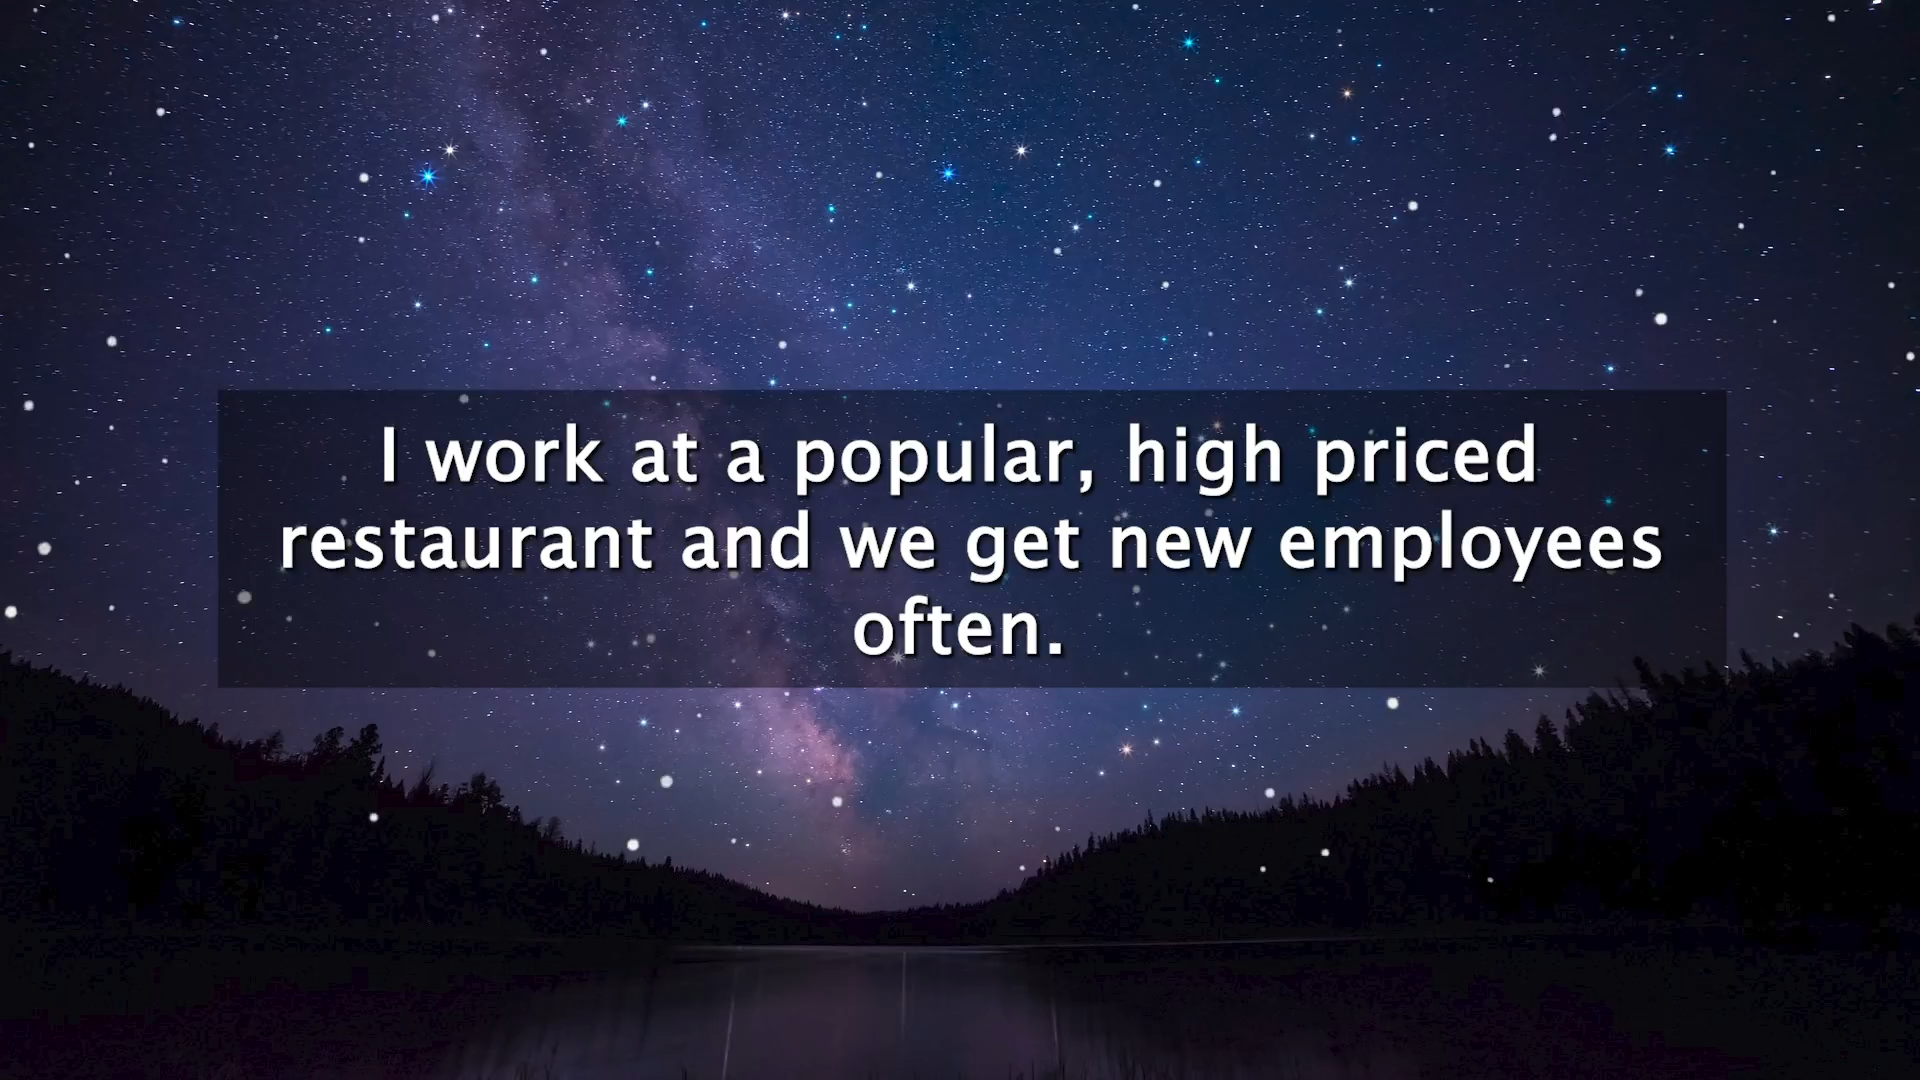 I work at a popular, high priced
restaurant and we get new employees
often.